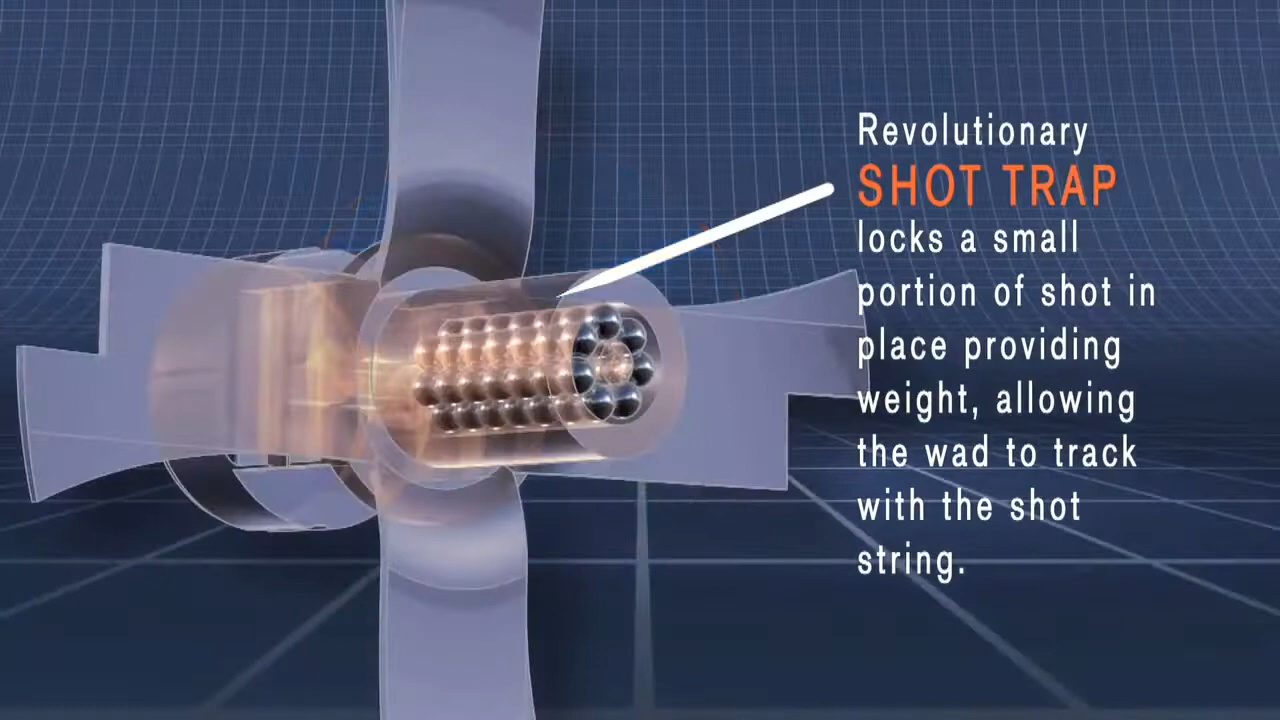 Revolutionary
SHOT TRAP
locks a small
portion of shot in
place providing
weight, allowing
the wad to track
with the shot
string.